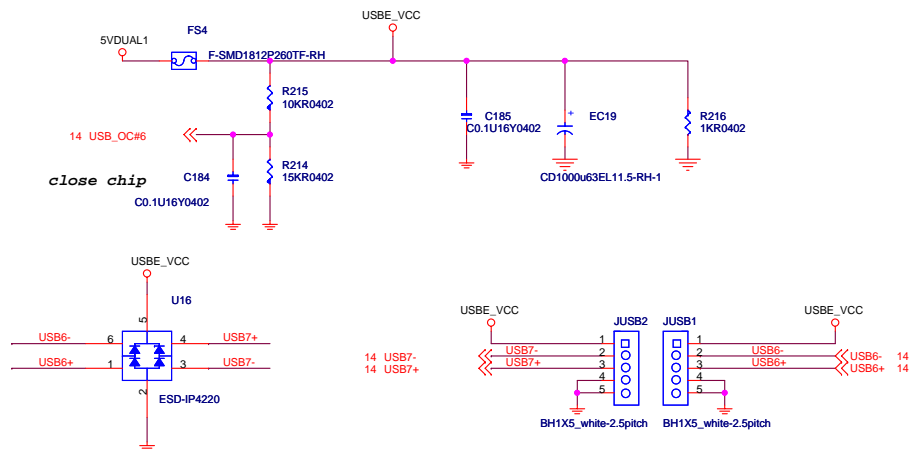 USBE_VCC
FS4
5VDUAL1
F-SMD1812P260TF-RH
R215
10KR0402
C185
C0.1U16Y0402
EC19
+
R216
1KR0402
14 USB_OC#6
R214
15KR0402
close chip
C184
C0.1U16Y0402
CD1000u63EL11.5-RH-1
USBE_VCC
U16
5
USB6- 6 4 USB7+
USB6+ 1 3 USB7-
2
ESD-IP4220
USBE_VCC USBE_VCC
JUSB2 JUSB1
1 1
14 USB7- USB7- 2 2 USB6- USB6- 14
14 USB7+ USB7+ 3 3 USB6+ USB6+ 14
4 4
5 5
BH1X5_white-2.5pitch BH1X5_white-2.5pitch